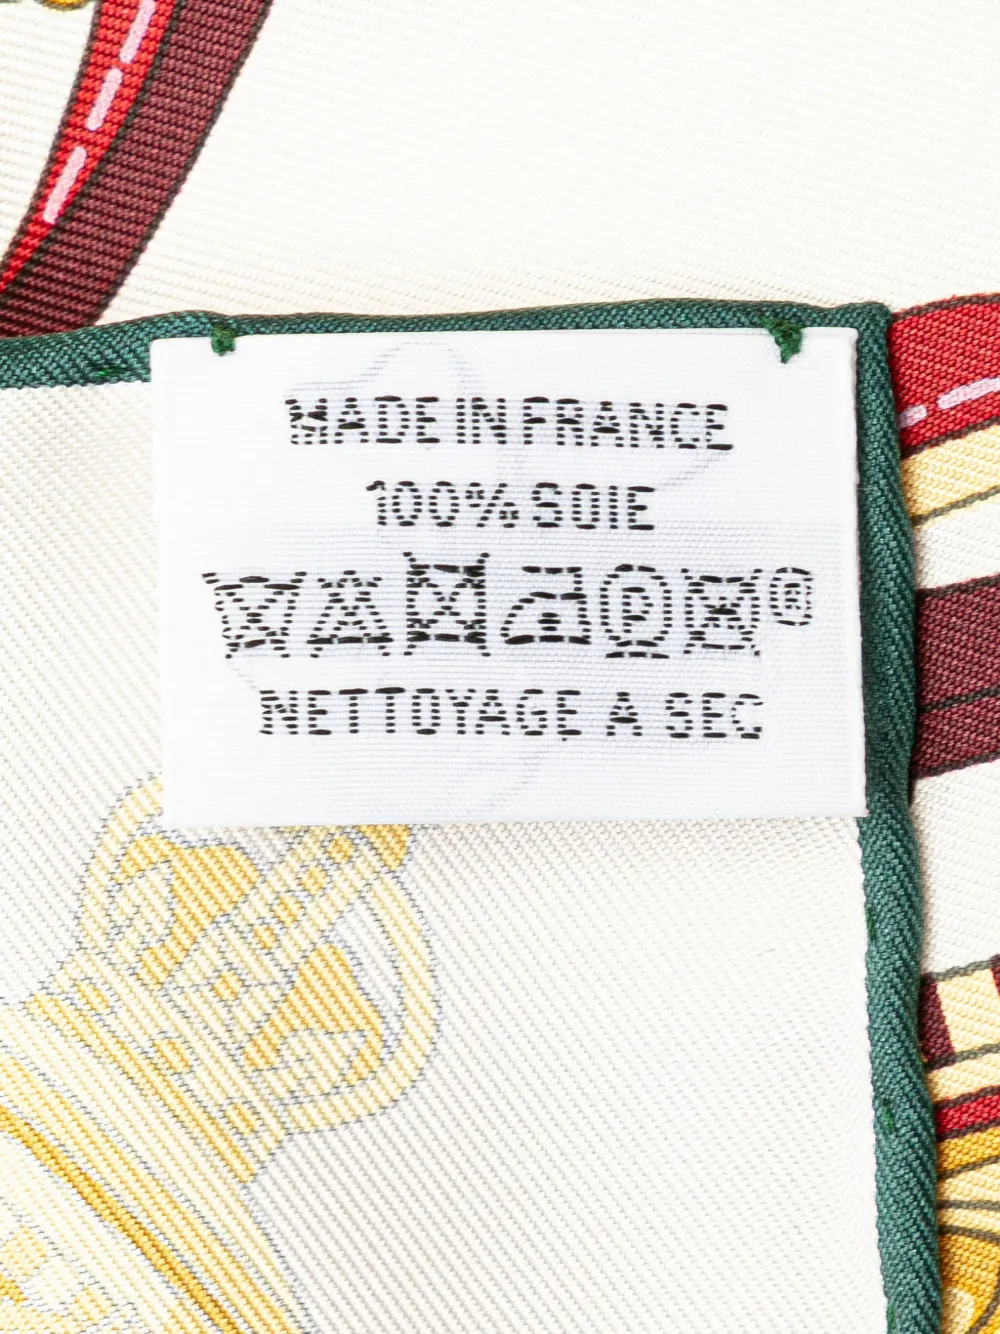 MADE IN FRANCE
100% SOIE
P ®
NETTOYAGE A SEC